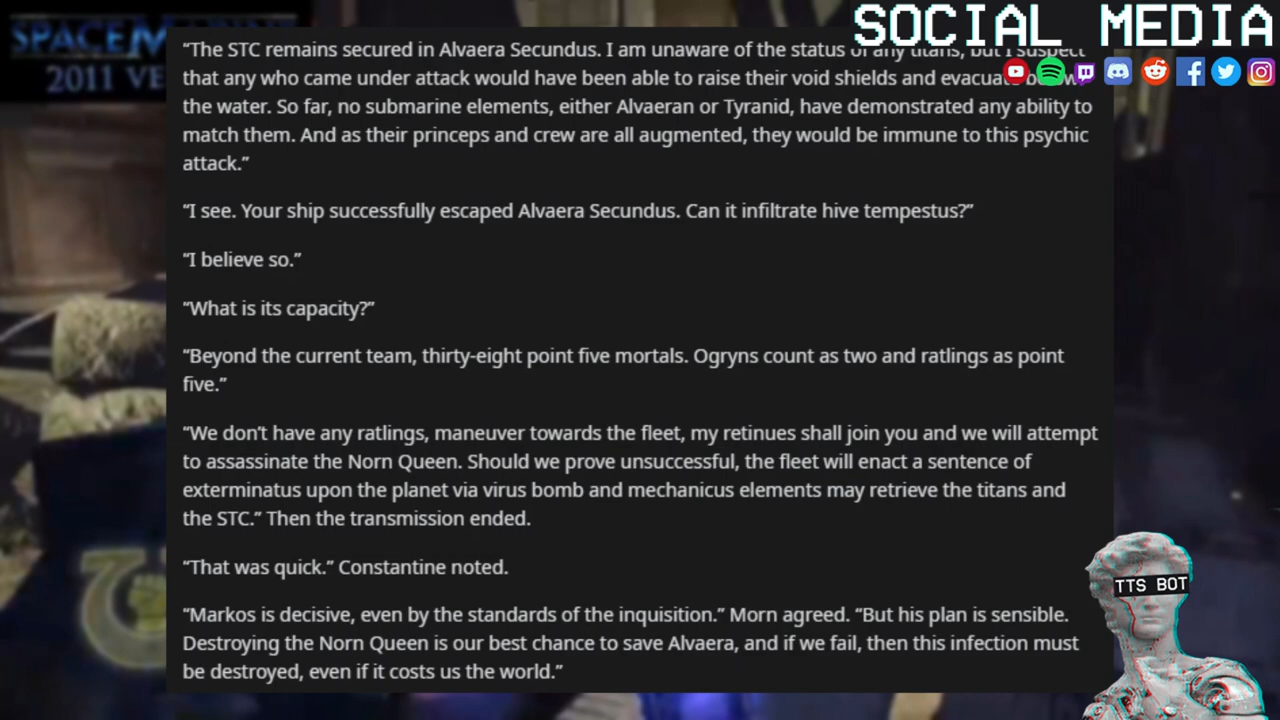 SPACEM
2011 VE
SOCIAL MEDIA
“The STC remains secured in Alvaera Secundus. I am unaware of the status of any titans, but I suspect
that any who came under attack would have been able to raise their void shields and evacuate below
the water. So far, no submarine elements, either Alvaeran or Tyranid, have demonstrated any ability to
match them. And as their princeps and crew are all augmented, they would be immune to this psychic
attack.”
“I see. Your ship successfully escaped Alvaera Secundus. Can it infiltrate hive tempestus?”
“I believe so.”
“What is its capacity?”
“Beyond the current team, thirty-eight point five mortals. Ogryns count as two and ratlings as point
five.”
“We don’t have any ratlings, maneuver towards the fleet, my retinues shall join you and we will attempt
to assassinate the Norn Queen. Should we prove unsuccessful, the fleet will enact a sentence of
exterminatus upon the planet via virus bomb and mechanicus elements may retrieve the titans and
the STC.” Then the transmission ended.
“That was quick.” Constantine noted.
“Markos is decisive, even by the standards of the inquisition.” Morn agreed. “But his plan is sensible.
Destroying the Norn Queen is our best chance to save Alvaera, and if we fail, then this infection must
be destroyed, even if it costs us the world.”
TTS BOT